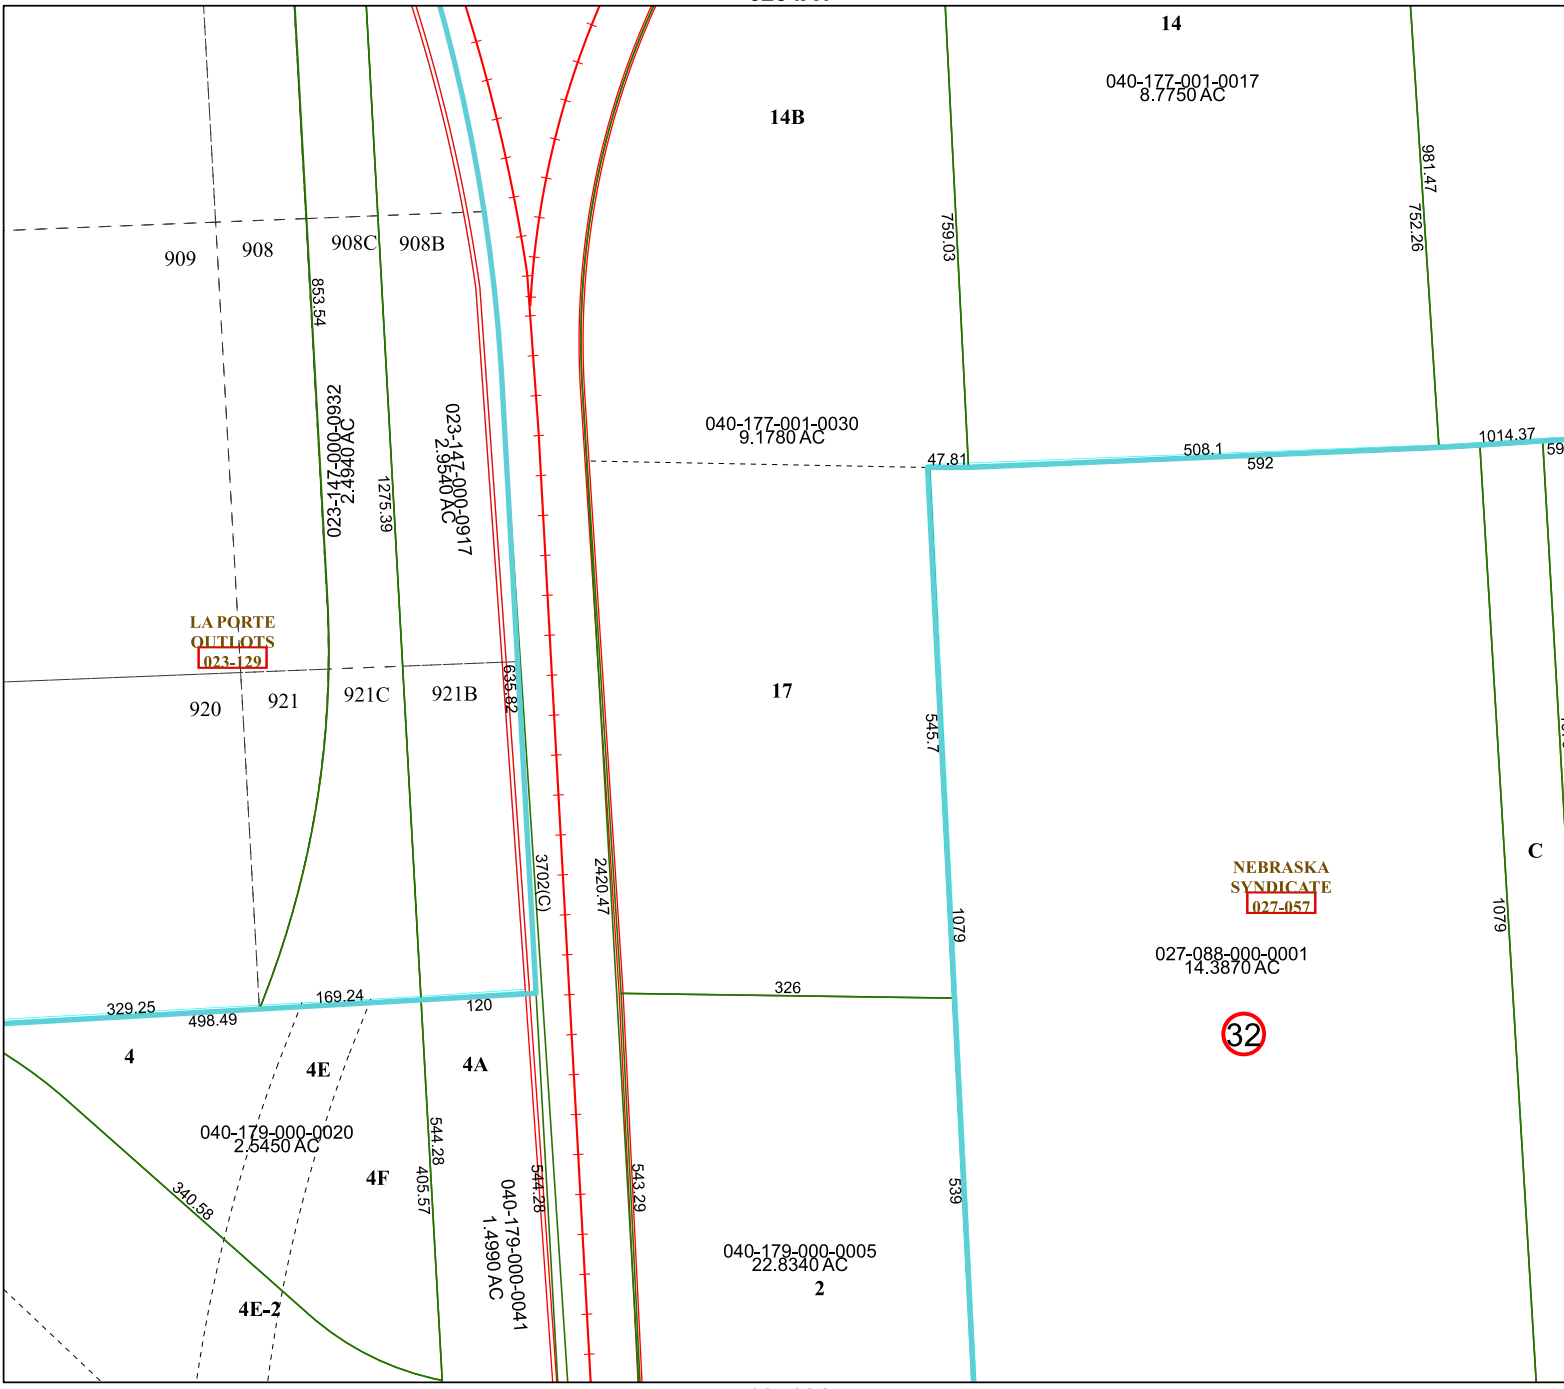 14
040-177-001-0017
8.7750 AC
14B
981.47
752.26
759.03
909
908
908C
908B
853.54
023-147-000-0932
2.4940 AC
1275.39
023-147-000-0917
2.9540 AC
040-177-001-0030
9.1780 AC
47.81
508.1
592
1014.37
59
LA PORTE
OUTLOTS
023-129
920
921
921C
921B
635.82
17
545.7
3702(C)
2420.47
1079
NEBRASKA
SYNDICATE
027-057
027-088-000-0001
14.3870 AC
32
1079
C
329.25
498.49
169.24
120
326
4
4E
4A
040-179-000-0020
2.5450 AC
4F
544.28
405.57
340.58
4E-2
040-179-000-0041
1.4990 AC
544.28
543.29
539
040-179-000-0005
22.8340 AC
2